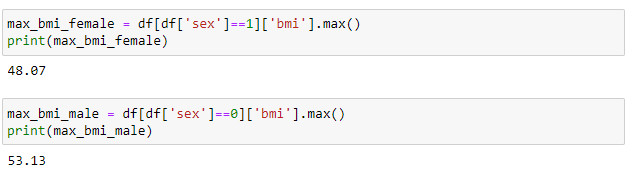 max_bmi_female = df[df['sex']==1]['bmi'].max()
print(max_bmi_female)
48.07
max_bmi_male = df[df['sex']==0]['bmi'].max()
print(max_bmi_male)
53.13